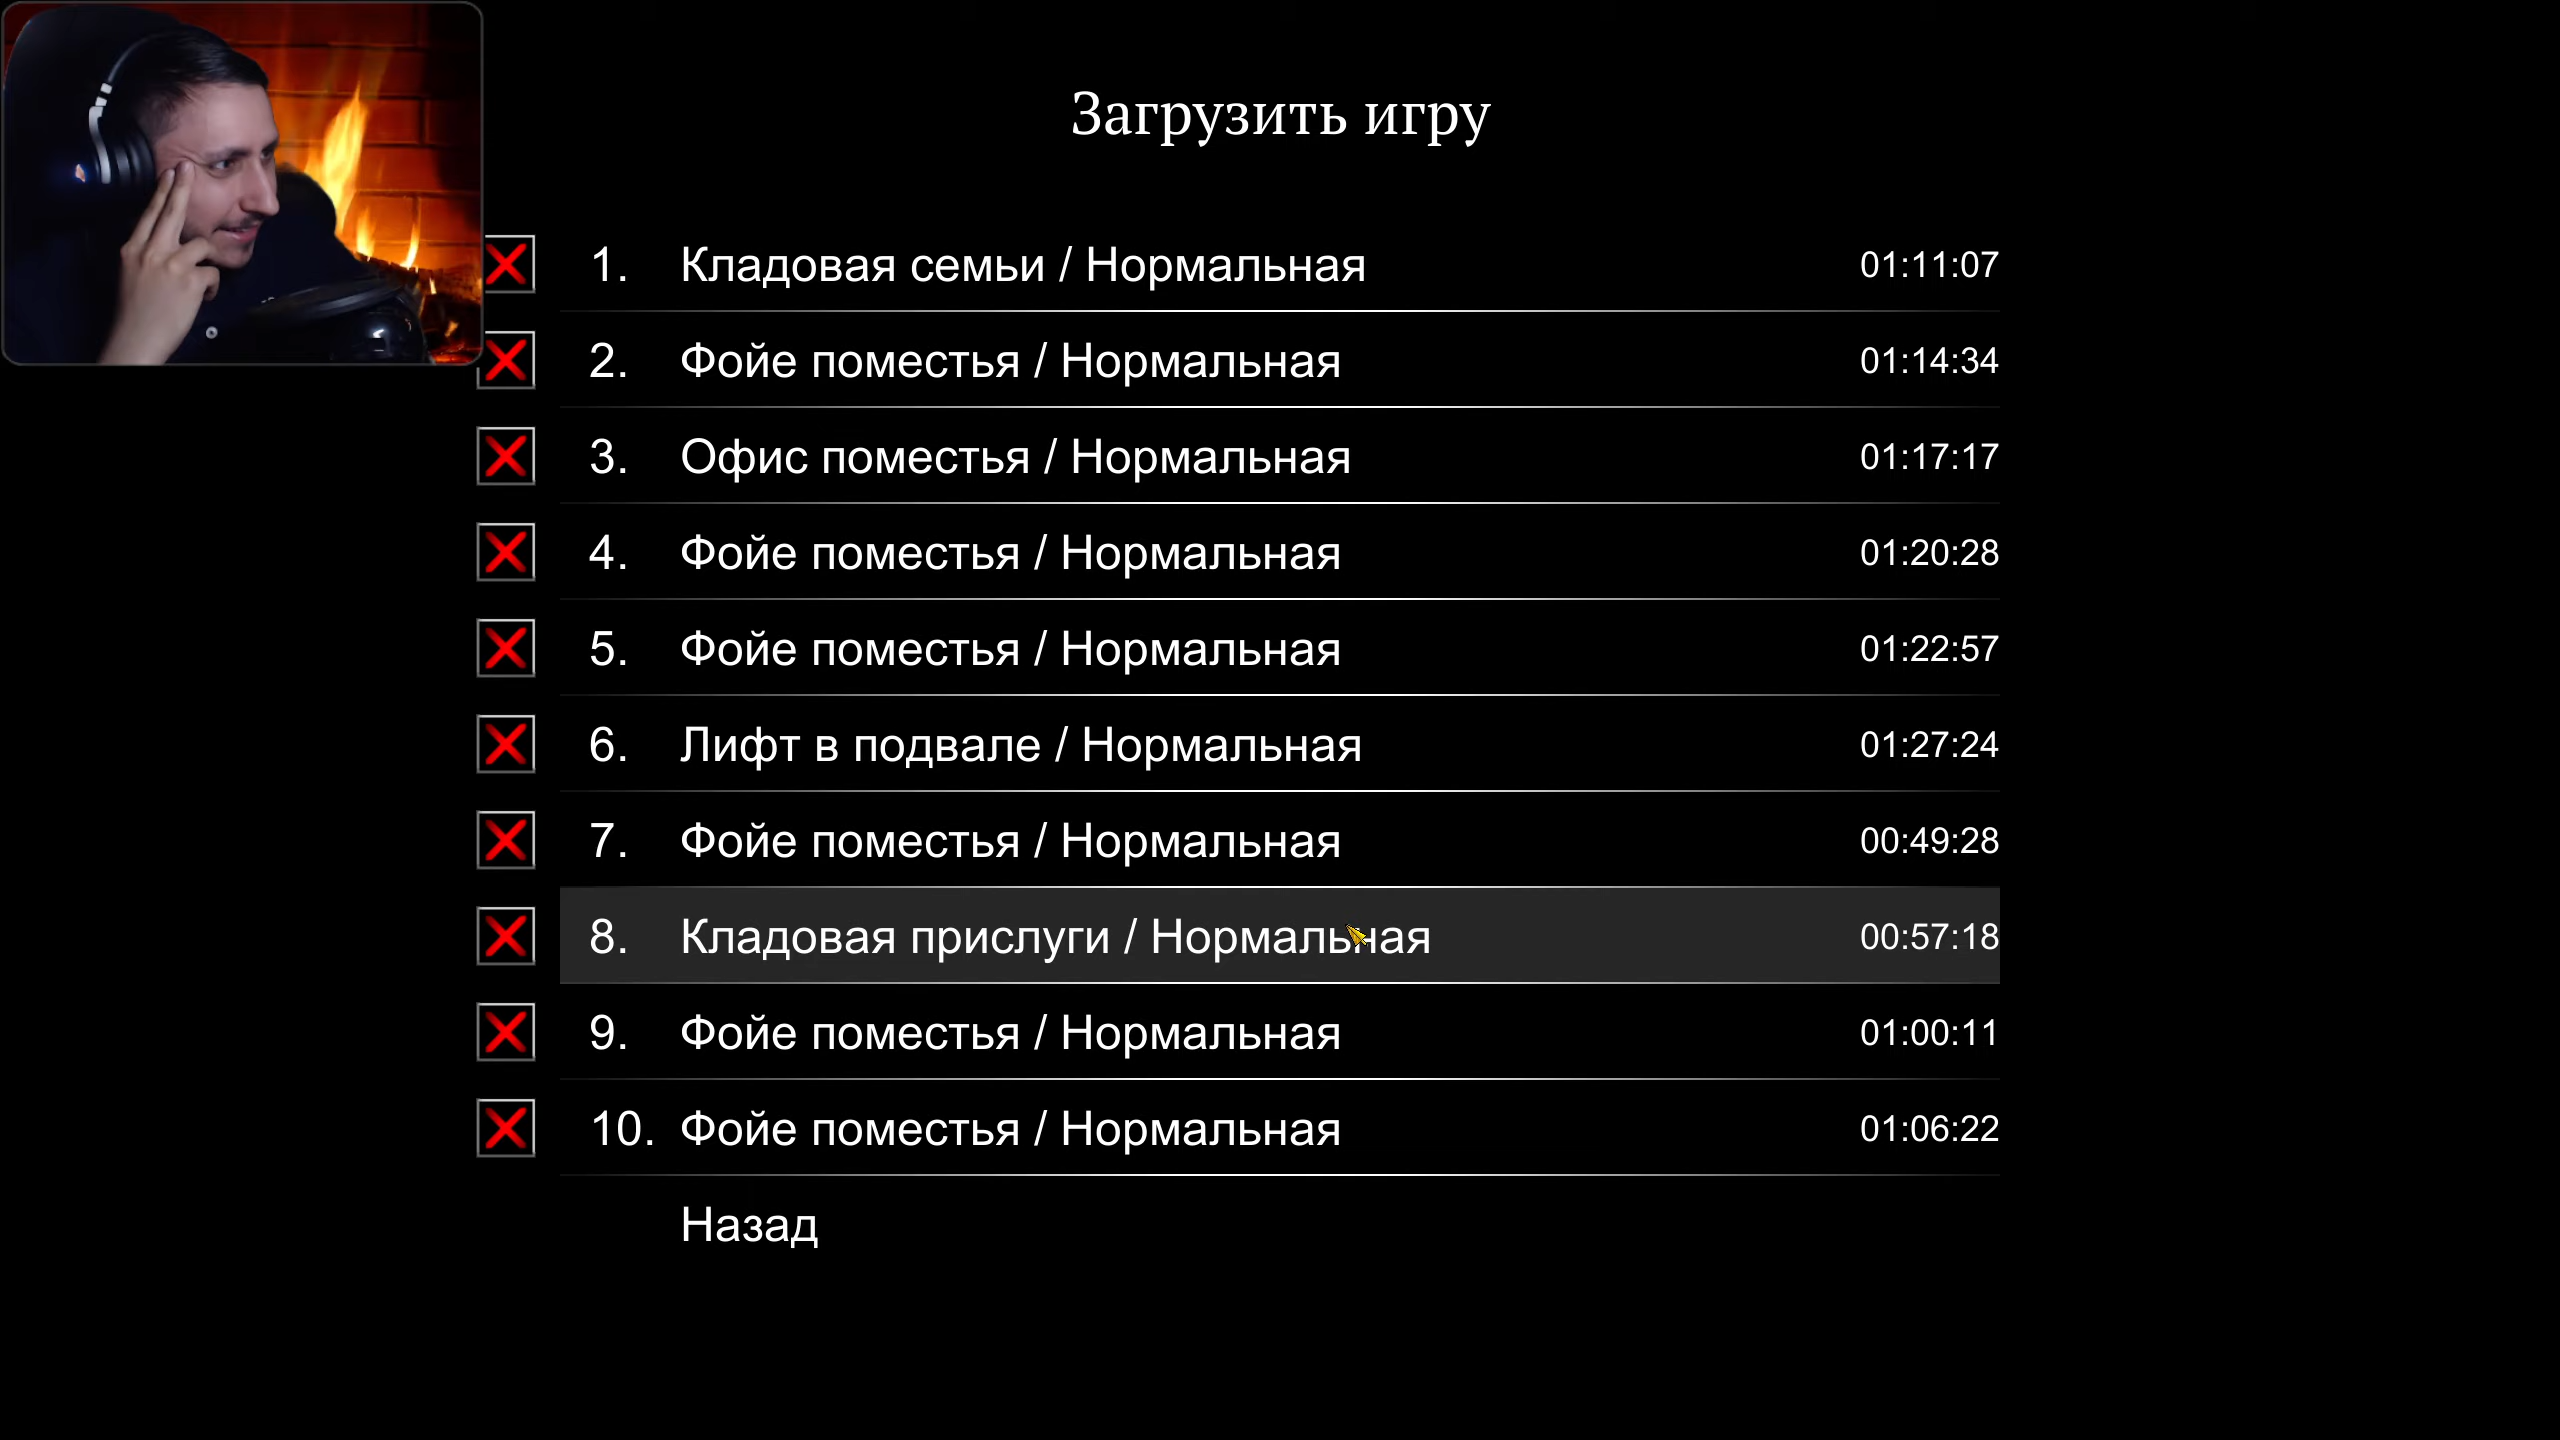 Загрузить игру
1. Кладовая семьи / Нормальная 01:11:07
2. Фойе поместья / Нормальная 01:14:34
3. Офис поместья / Нормальная 01:17:17
4. Фойе поместья / Нормальная 01:20:28
5. Фойе поместья / Нормальная 01:22:57
6. Лифт в подвале / Нормальная 01:27:24
7. Фойе поместья / Нормальная 00:49:28
8. Кладовая прислуги / Нормальная 00:57:18
9. Фойе поместья / Нормальная 01:00:11
10. Фойе поместья / Нормальная 01:06:22
Назад